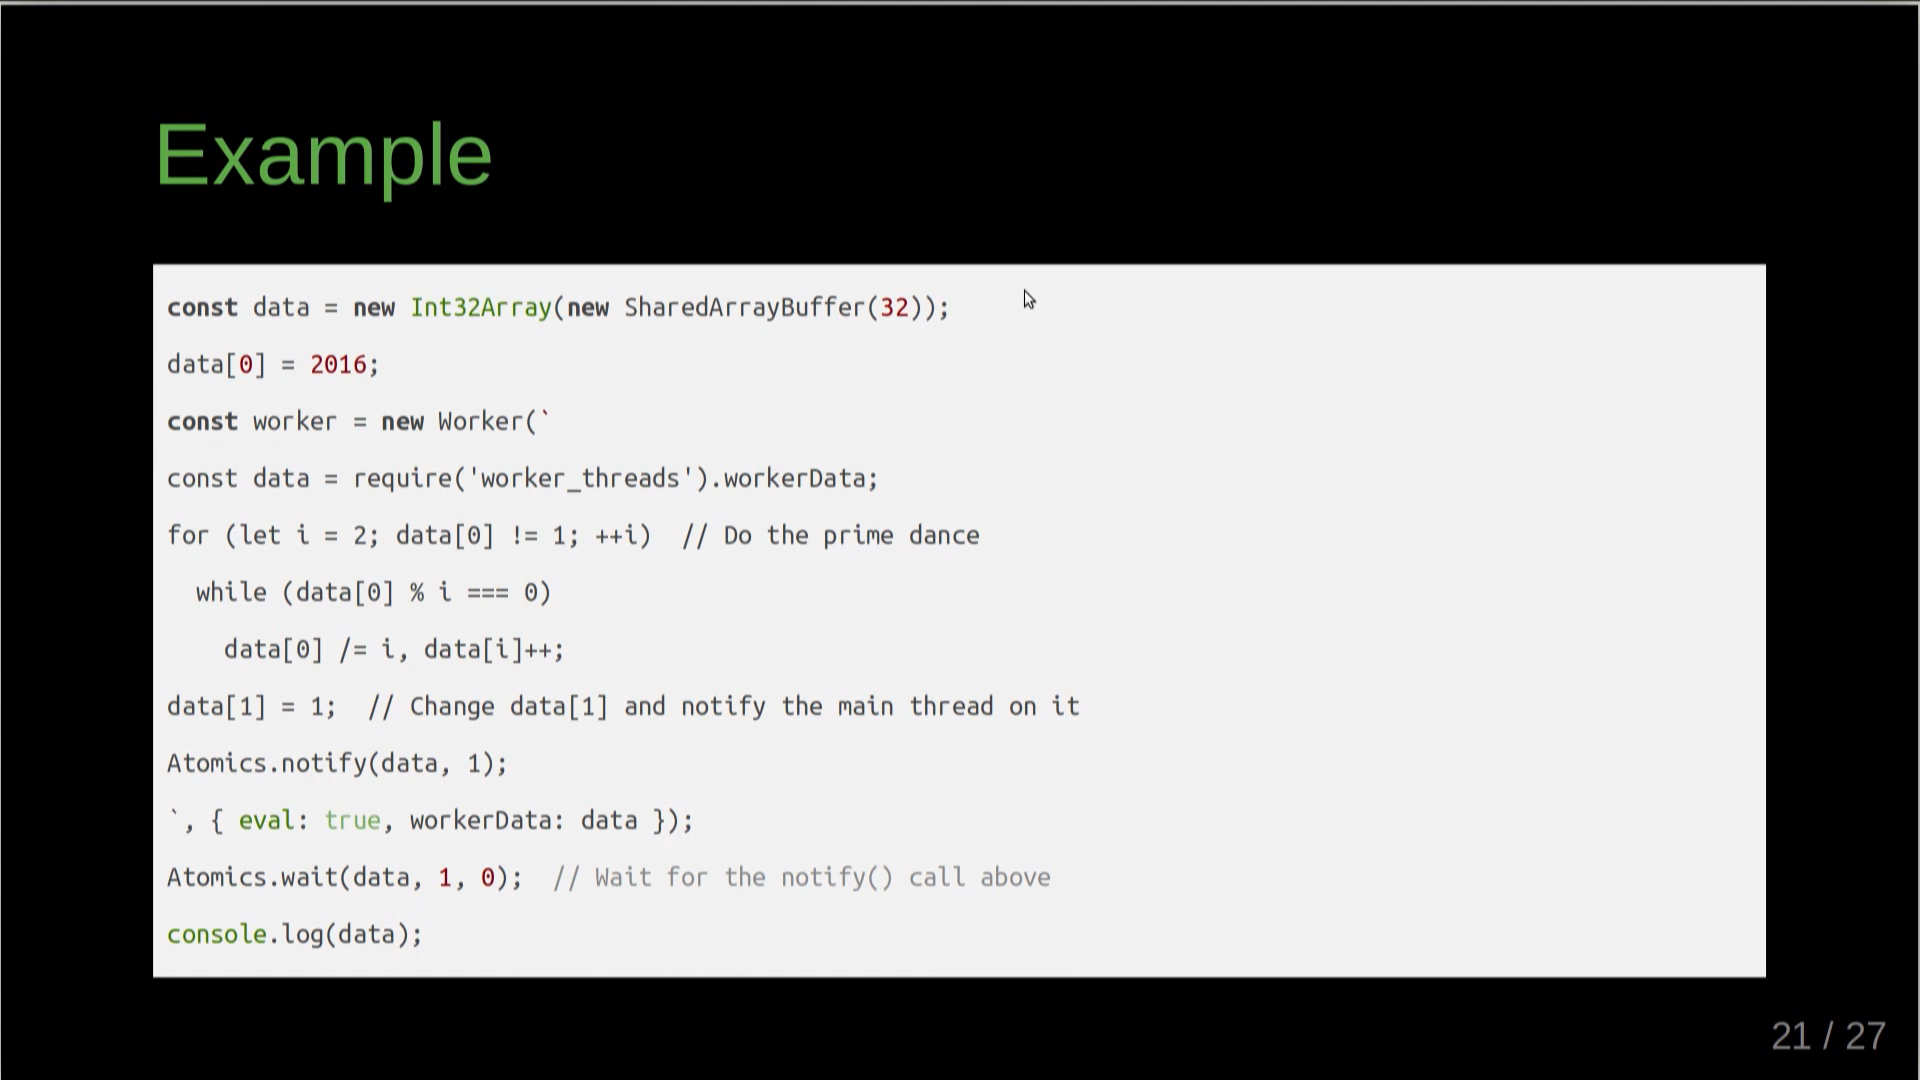 Example
const data = new Int32Array(new SharedArrayBuffer(32));
data[0] = 2016;
const worker = new Worker(`
const data = require('worker_threads').workerData;
for (let i = 2; data[0] != 1; ++i)  // Do the prime dance
  while (data[0] % i === 0)
    data[0] /= i, data[i]++;
data[1] = 1;  // Change data[1] and notify the main thread on it
Atomics.notify(data, 1);
`, { eval: true, workerData: data });
Atomics.wait(data, 1, 0);  // Wait for the notify() call above
console.log(data);
21 / 27